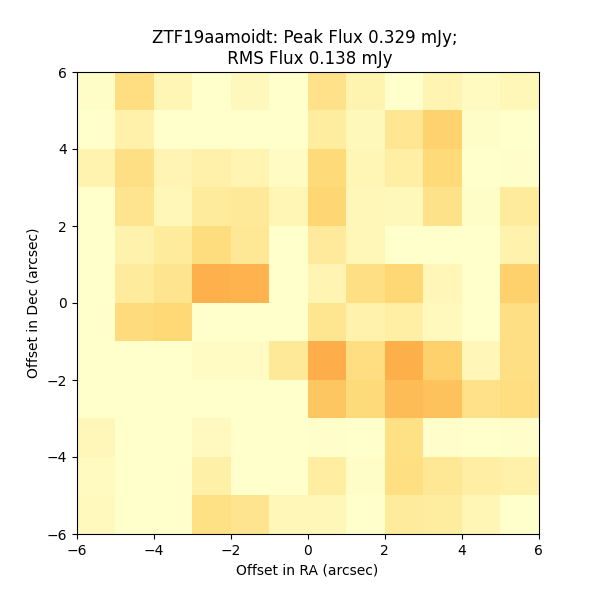 ZTF19aamoidt: Peak Flux 0.329 mJy;
RMS Flux 0.138 mJy
6
4
2
0
−2
−4
−6
Offset in Dec (arcsec)
−6 −4 −2 0 2 4 6
Offset in RA (arcsec)